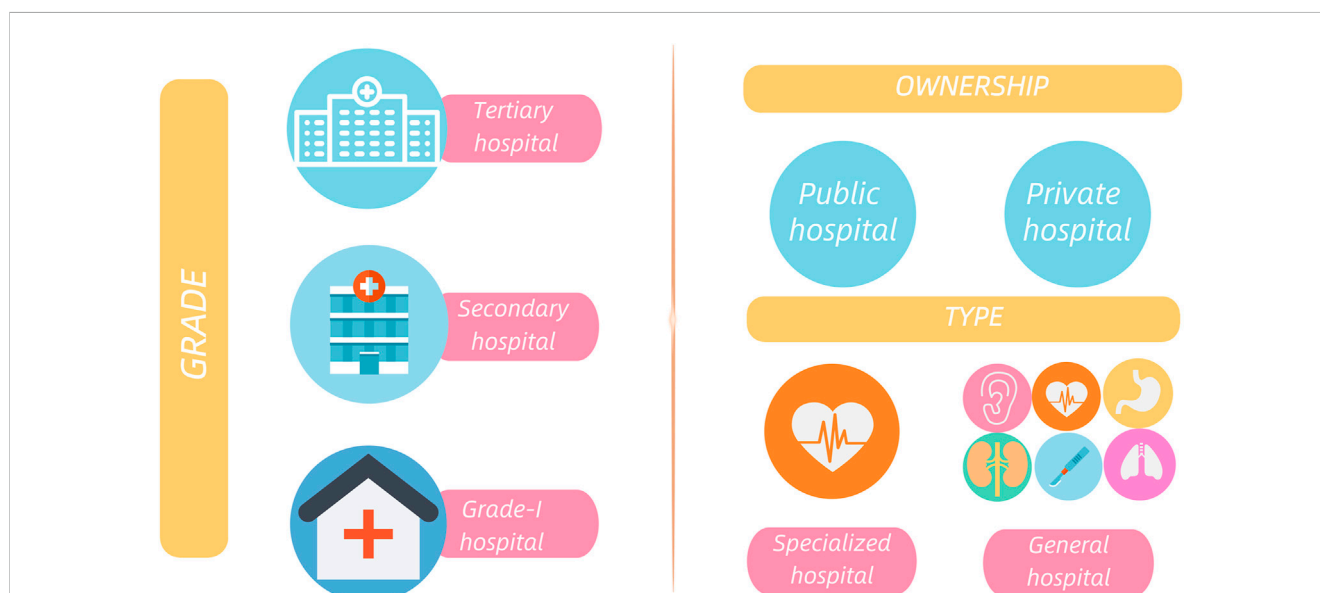 GRADE
Tertiary
hospital
Secondary
hospital
Grade-I
hospital
OWNERSHIP
Public
hospital
Private
hospital
TYPE
Specialized
hospital
General
hospital